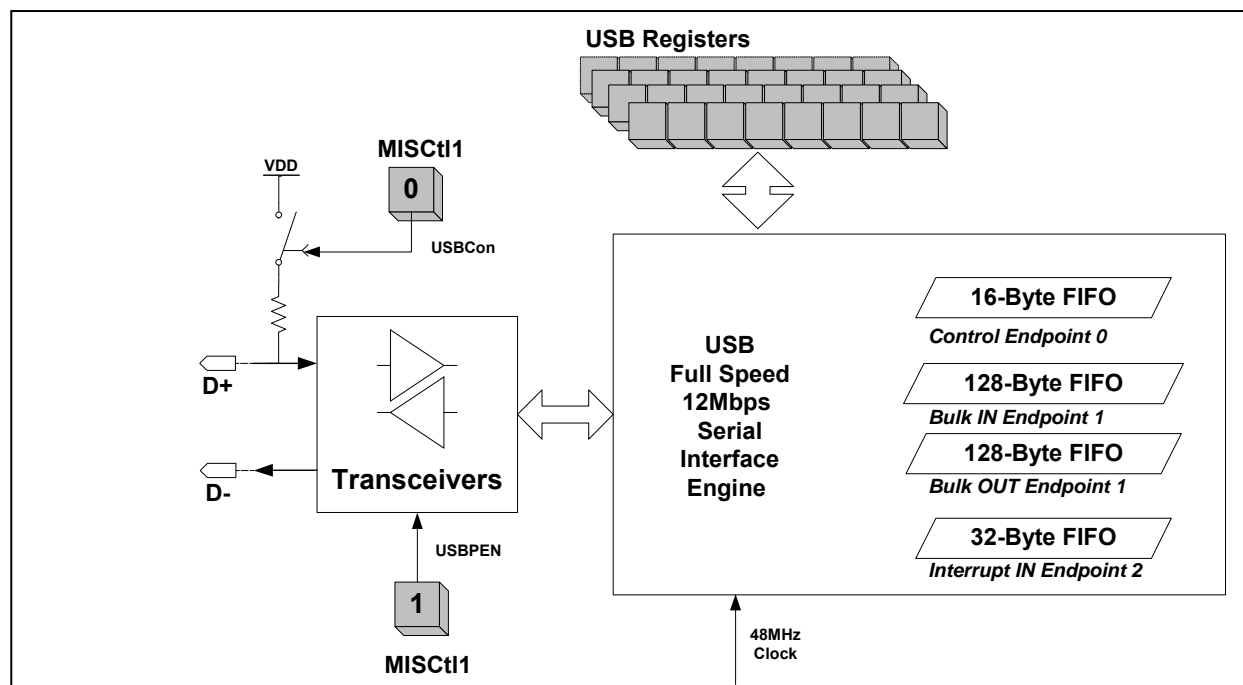 USB Registers
MISCtl1
VDD
0
USBCon
16-Byte FIFO
Control Endpoint 0
USB
Full Speed
12Mbps
Serial
Interface
Engine
128-Byte FIFO
Bulk IN Endpoint 1
128-Byte FIFO
Bulk OUT Endpoint 1
32-Byte FIFO
Interrupt IN Endpoint 2
D+
D-
Transceivers
USBPEN
1
MISCtl1
48MHz
Clock